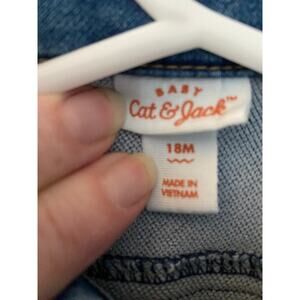 BABY
Cat & Jack™
18M
MADE IN
VIETNAM